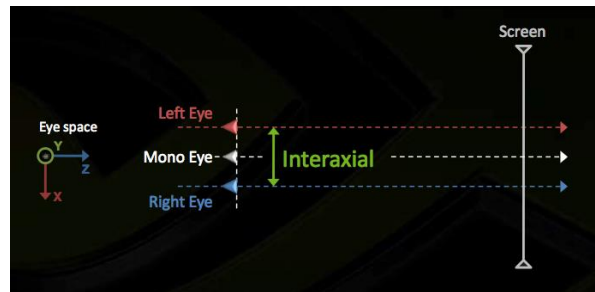 Screen
Left Eye
Eye space
Y
Mono Eye
Interaxial
Z
X
Right Eye